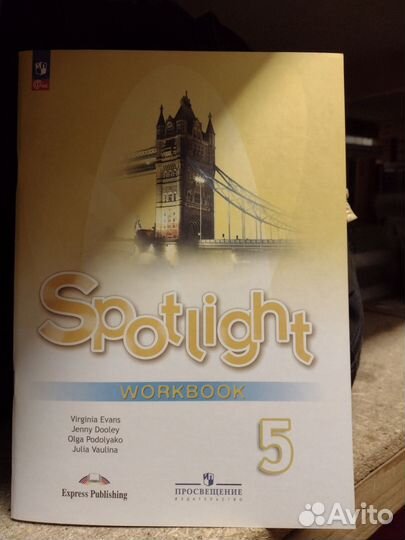 Spotlight
WORKBOOK
Virginia Evans
Jenny Dooley
Olga Podolyako
Julia Vaulina
5
Express Publishing
ПРОСВЕЩЕНИЕ
ИЗДАТЕЛЬСТВО
Avito